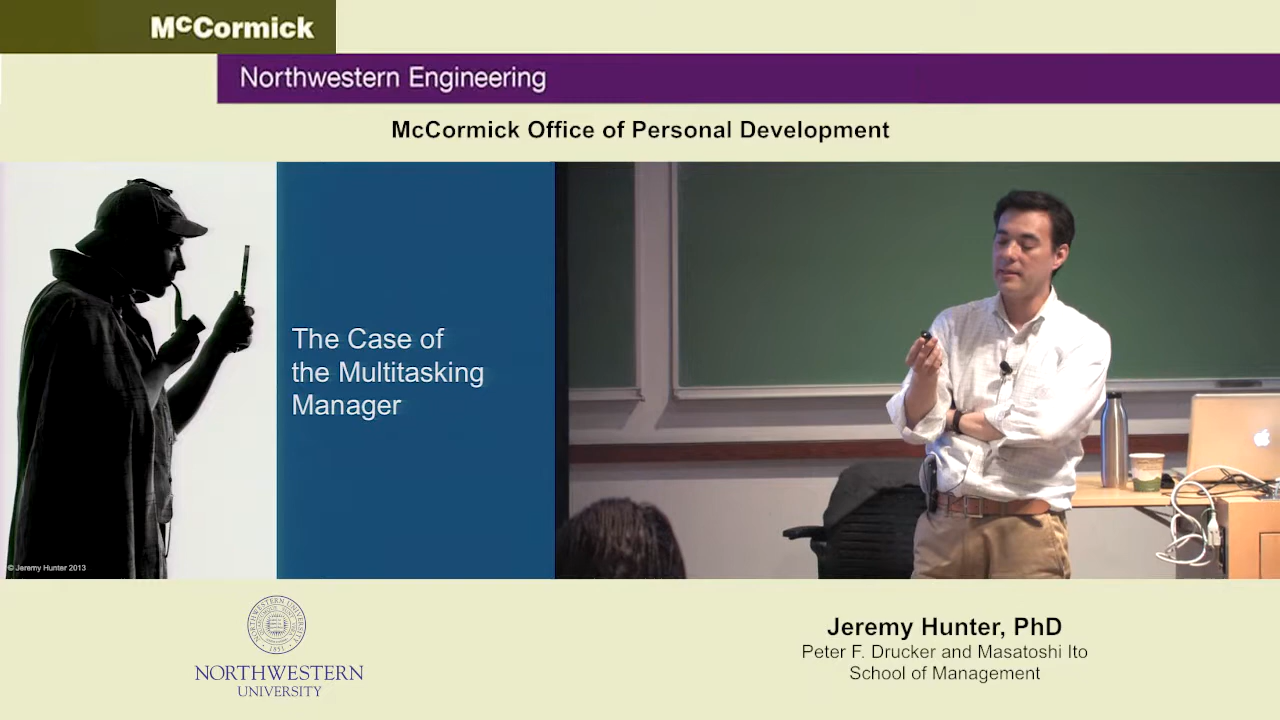 McCormick
Northwestern Engineering
McCormick Office of Personal Development
The Case of
the Multitasking
Manager
© Jeremy Hunter 2013
NORTHWESTERN
UNIVERSITY
Jeremy Hunter, PhD
Peter F. Drucker and Masatoshi Ito
School of Management